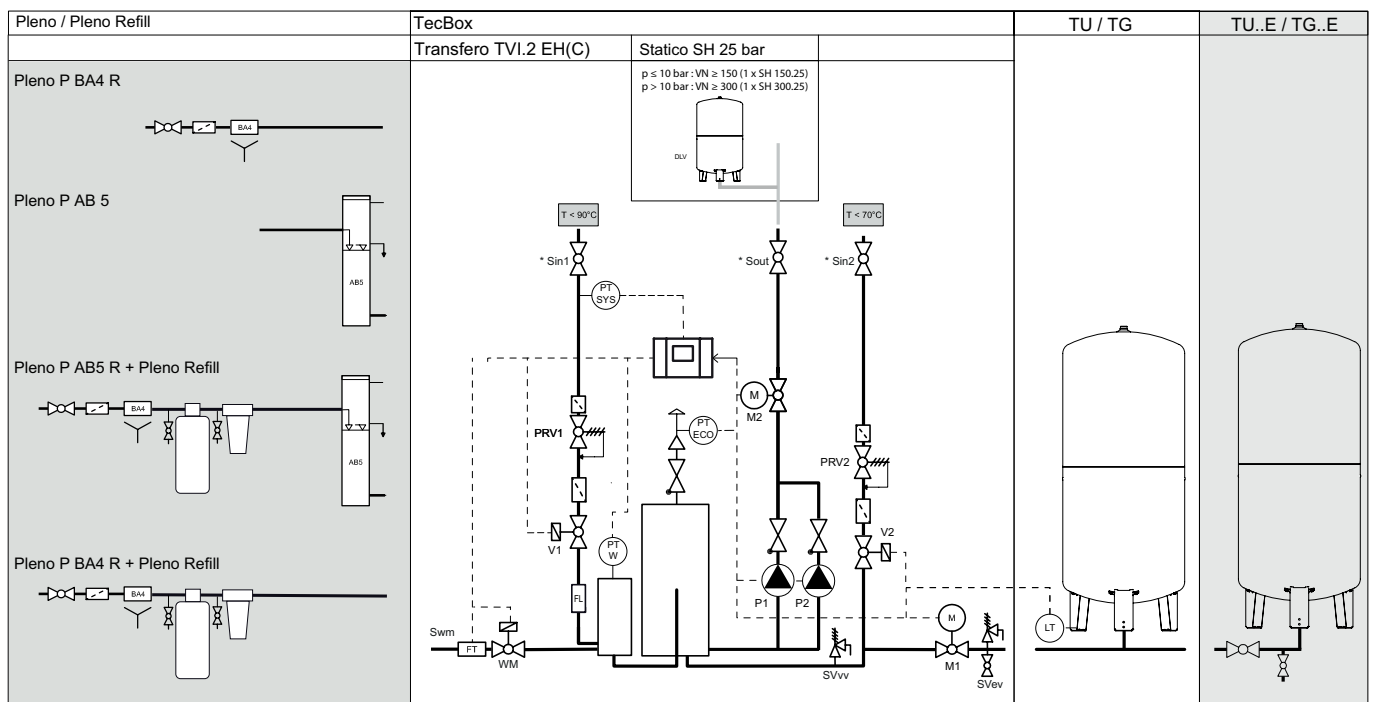 Pleno / Pleno Refill
TecBox
TU / TG
TU..E / TG..E
Transfero TVI.2 EH(C)
Statico SH 25 bar
Pleno P BA4 R
BA4
Pleno P AB 5
AB5
Pleno P AB5 R + Pleno Refill
BA4
AB5
Pleno P BA4 R + Pleno Refill
BA4
p ≤ 10 bar : VN ≥ 150 (1 x SH 150.25)
p > 10 bar : VN ≥ 300 (1 x SH 300.25)
DLV
T < 90°C
T < 70°C
* Sin1
* Sout
* Sin2
PT
SYS
M
M2
PT
ECO
PRV1
PRV2
V1
V2
PT
W
FL
P1
P2
Swm
FT
WM
SVvv
M
M1
SVev
LT